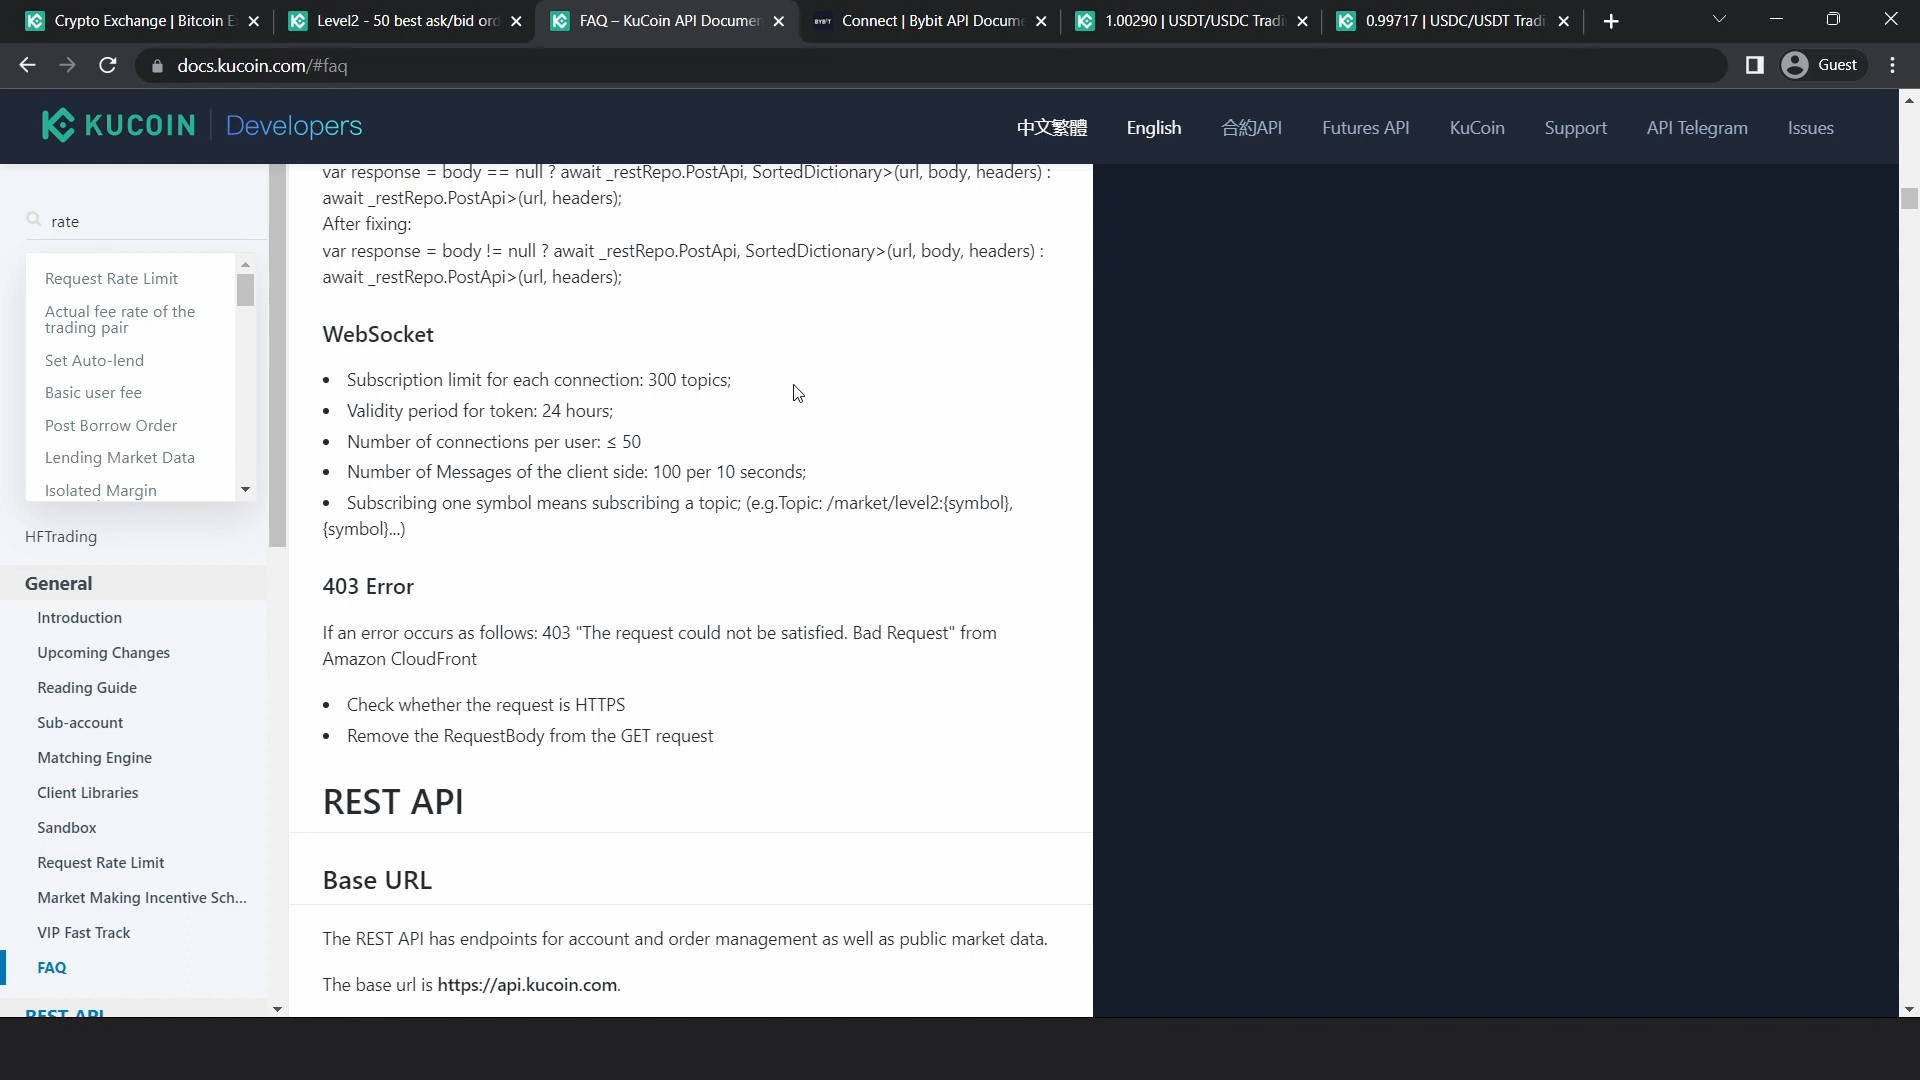 Crypto Exchange | Bitcoin E
Level2 - 50 best ask/bid ord
FAQ – KuCoin API Documen
BYBIT
Connect | Bybit API Docume
1.00290 | USDT/USDC Tradi
0.99717 | USDC/USDT Tradi
docs.kucoin.com/#faq
Guest
KUCOIN
Developers
中文繁體
English
合約API
Futures API
KuCoin
Support
API Telegram
Issues
rate
Request Rate Limit
Actual fee rate of the
trading pair
Set Auto-lend
Basic user fee
Post Borrow Order
Lending Market Data
Isolated Margin
HFTrading
General
Introduction
Upcoming Changes
Reading Guide
Sub-account
Matching Engine
Client Libraries
Sandbox
Request Rate Limit
Market Making Incentive Sch...
VIP Fast Track
FAQ
REST API
var response = body == null ? await _restRepo.PostApi, SortedDictionary>(url, body, headers) :
await _restRepo.PostApi>(url, headers);
After fixing:
var response = body != null ? await _restRepo.PostApi, SortedDictionary>(url, body, headers) :
await _restRepo.PostApi>(url, headers);
WebSocket
• Subscription limit for each connection: 300 topics;
• Validity period for token: 24 hours;
• Number of connections per user: ≤ 50
• Number of Messages of the client side: 100 per 10 seconds;
• Subscribing one symbol means subscribing a topic; (e.g.Topic: /market/level2:{symbol},
{symbol}...)
403 Error
If an error occurs as follows: 403 "The request could not be satisfied. Bad Request" from
Amazon CloudFront
• Check whether the request is HTTPS
• Remove the RequestBody from the GET request
REST API
Base URL
The REST API has endpoints for account and order management as well as public market data.
The base url is https://api.kucoin.com.